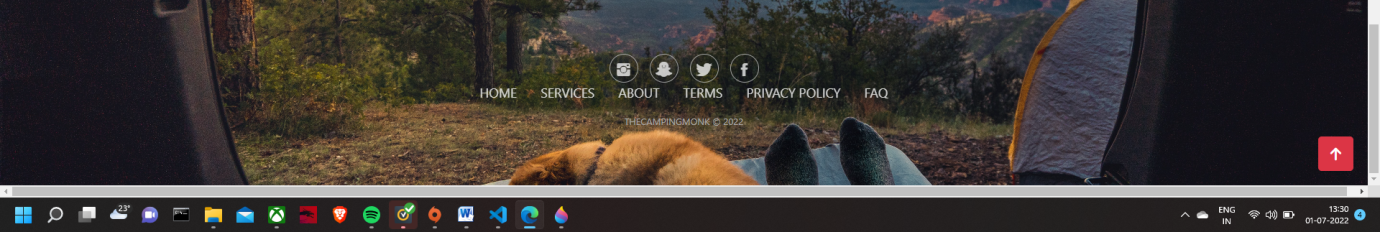 HOME SERVICES ABOUT TERMS PRIVACY POLICY FAQ
THECAMPINGMONK © 2022
23°
ENG
IN
13:30
01-07-2022
4